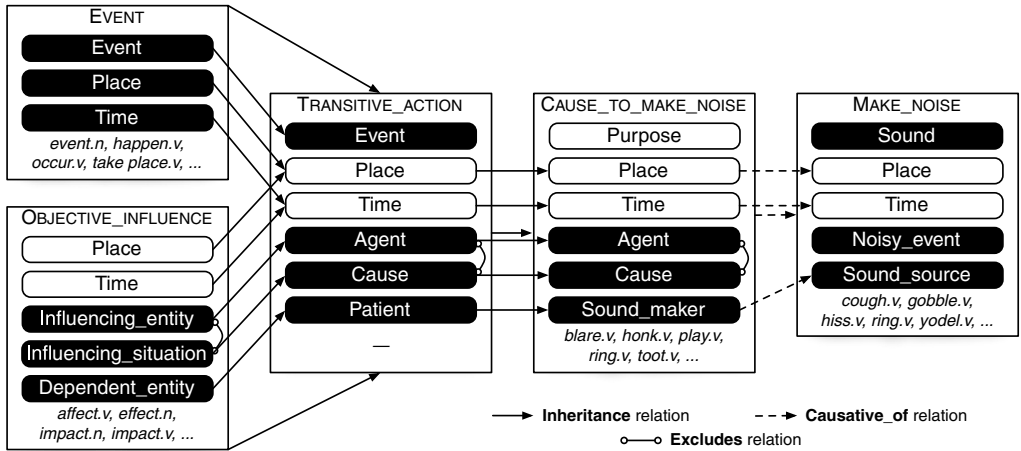 EVENT
Event
Place
Time
event.n, happen.v,
occur.v, take place.v, ...
OBJECTIVE_INFLUENCE
Place
Time
Influencing_entity
Influencing_situation
Dependent_entity
affect.v, effect.n,
impact.n, impact.v, ...
TRANSITIVE_ACTION
Event
Place
Time
Agent
Cause
Patient
—
CAUSE_TO_MAKE_NOISE
Purpose
Place
Time
Agent
Cause
Sound_maker
blare.v, honk.v, play.v,
ring.v, toot.v, ...
MAKE_NOISE
Sound
Place
Time
Noisy_event
Sound_source
cough.v, gobble.v,
hiss.v, ring.v, yodel.v, ...
Inheritance relation
Causative_of relation
Excludes relation